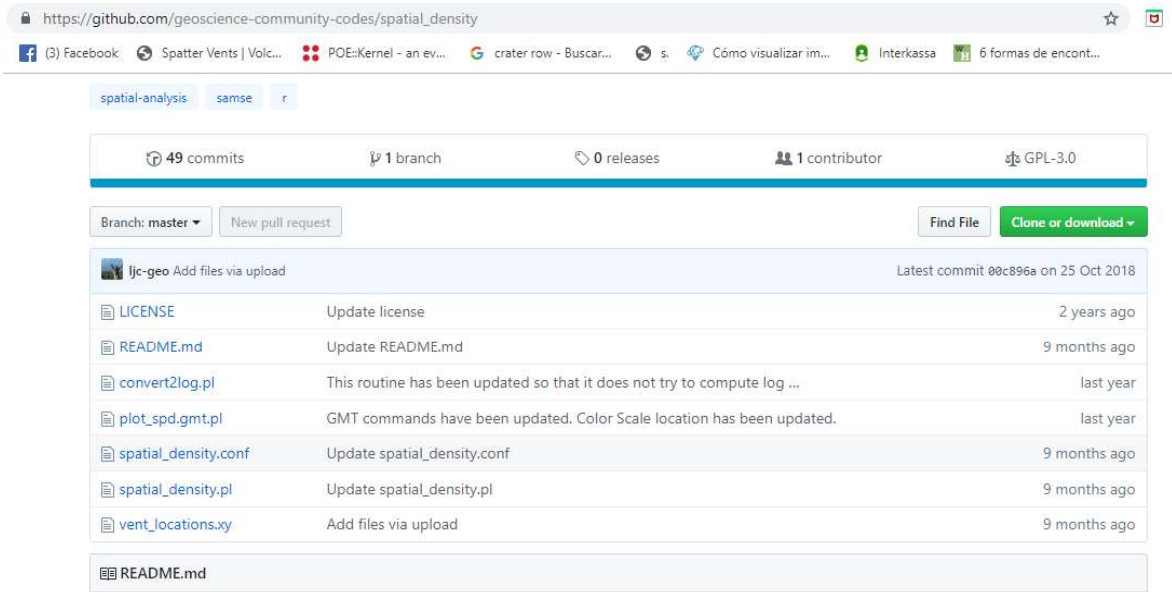 https://github.com/geoscience-community-codes/spatial_density
(3) Facebook Spatter Vents | Volc... POE::Kernel - an ev... crater row - Buscar... s. Cómo visualizar im... Interkassa 6 formas de encont...
spatial-analysis samse r
49 commits 1 branch 0 releases 1 contributor GPL-3.0
Branch: master New pull request Find File Clone or download
ljc-geo Add files via upload Latest commit 00c896a on 25 Oct 2018
LICENSE Update license 2 years ago
README.md Update README.md 9 months ago
convert2log.pl This routine has been updated so that it does not try to compute log ... last year
plot_spd.gmt.pl GMT commands have been updated. Color Scale location has been updated. last year
spatial_density.conf Update spatial_density.conf 9 months ago
spatial_density.pl Update spatial_density.pl 9 months ago
vent_locations.xy Add files via upload 9 months ago
README.md